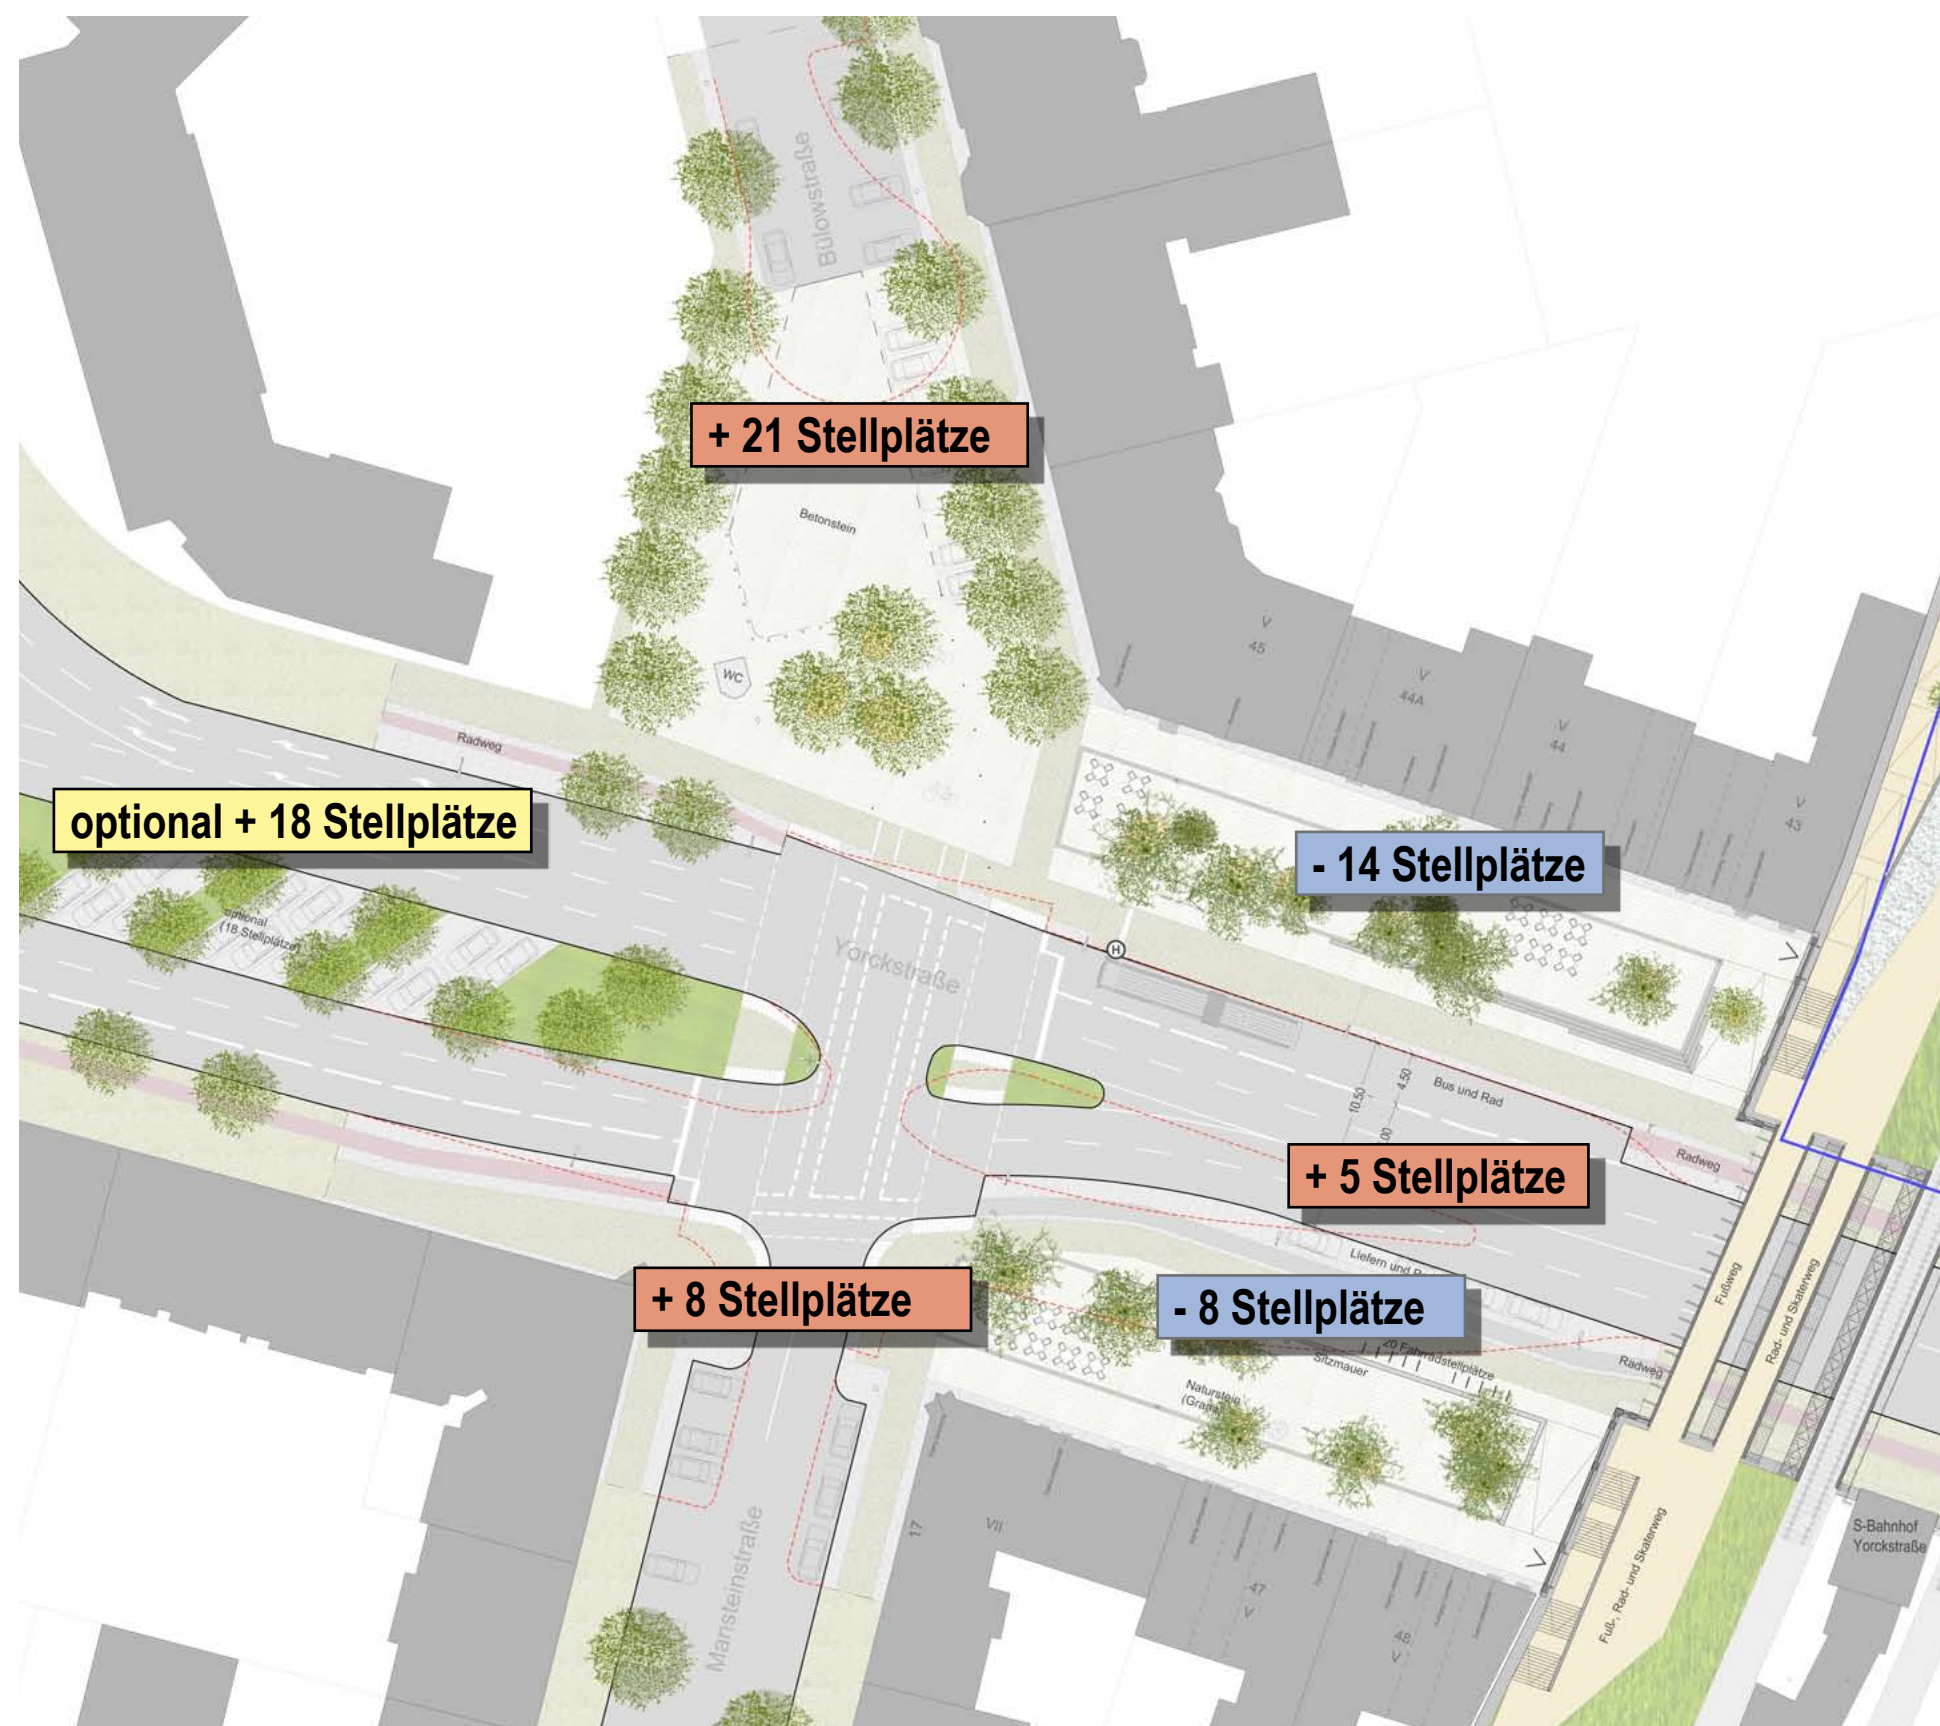 Bülowstraße
+ 21 Stellplätze
Betonstein
V
45
WC
V
44A
V
44
Radweg
V
43
optional + 18 Stellplätze
- 14 Stellplätze
optional
(18 Stellplätze)
Yorckstraße
H
10.50
4.50
Bus und Rad
Radweg
+ 5 Stellplätze
Liefern und
Fußweg
Rad- und Skaterweg
+ 8 Stellplätze
- 8 Stellplätze
20 Fahrradstellplätze
Sitzmauer
Radweg
Naturstein
Mansteinstraße
17
VII
47
V
48
V
Fuß-, Rad- und Skaterweg
S-Bahnhof
Yorckstraße